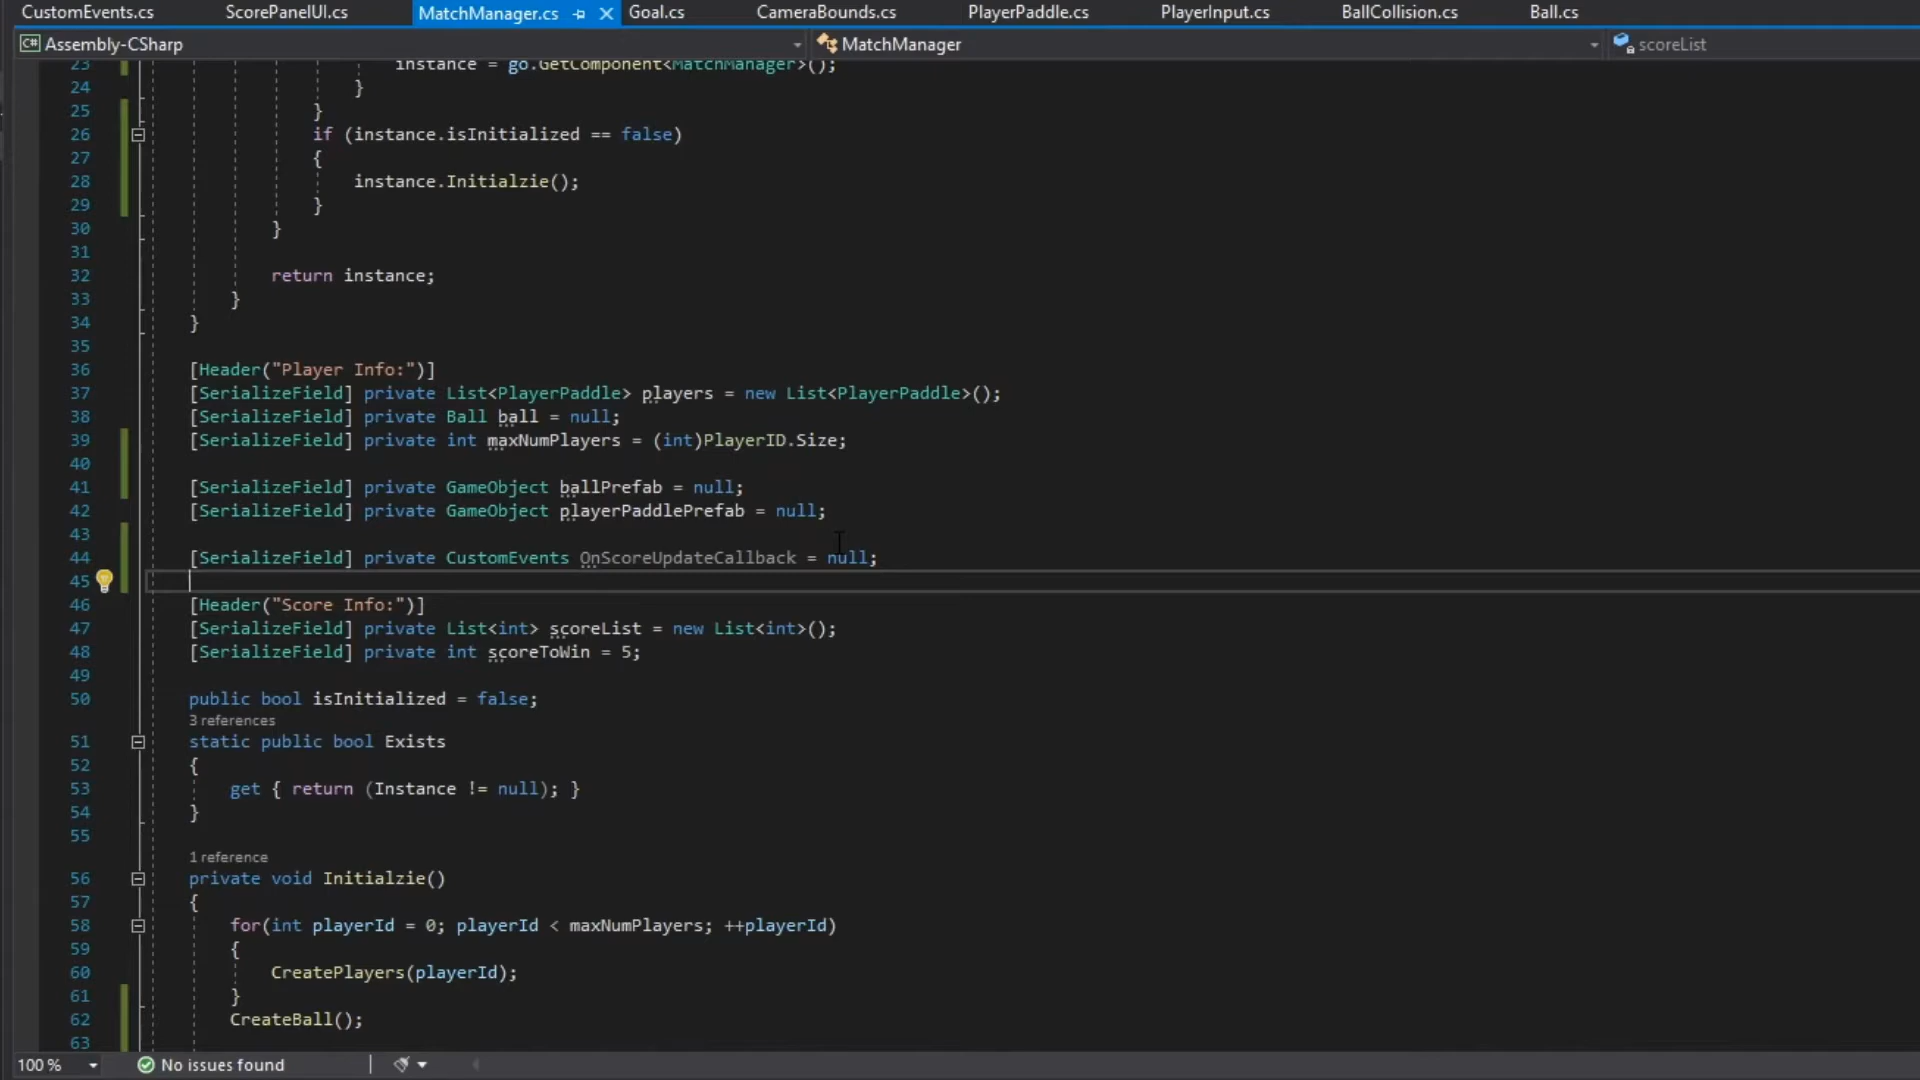 CustomEvents.cs ScorePanelUI.cs MatchManager.cs Goal.cs CameraBounds.cs PlayerPaddle.cs PlayerInput.cs BallCollision.cs Ball.cs
C# Assembly-CSharp MatchManager scoreList
23 instance = go.GetComponent<MatchManager>();
24 }
25 }
26 if (instance.isInitialized == false)
27 {
28 instance.Initialzie();
29 }
30 }
31
32 return instance;
33 }
34 }
35
36 [Header("Player Info:")]
37 [SerializeField] private List<PlayerPaddle> players = new List<PlayerPaddle>();
38 [SerializeField] private Ball ball = null;
39 [SerializeField] private int maxNumPlayers = (int)PlayerID.Size;
40
41 [SerializeField] private GameObject ballPrefab = null;
42 [SerializeField] private GameObject playerPaddlePrefab = null;
43
44 [SerializeField] private CustomEvents OnScoreUpdateCallback = null;
45
46 [Header("Score Info:")]
47 [SerializeField] private List<int> scoreList = new List<int>();
48 [SerializeField] private int scoreToWin = 5;
49
50 public bool isInitialized = false;
3 references
51 static public bool Exists
52 {
53 get { return (Instance != null); }
54 }
55
1 reference
56 private void Initialzie()
57 {
58 for(int playerId = 0; playerId < maxNumPlayers; ++playerId)
59 {
60 CreatePlayers(playerId);
61 }
62 CreateBall();
63
100 % No issues found